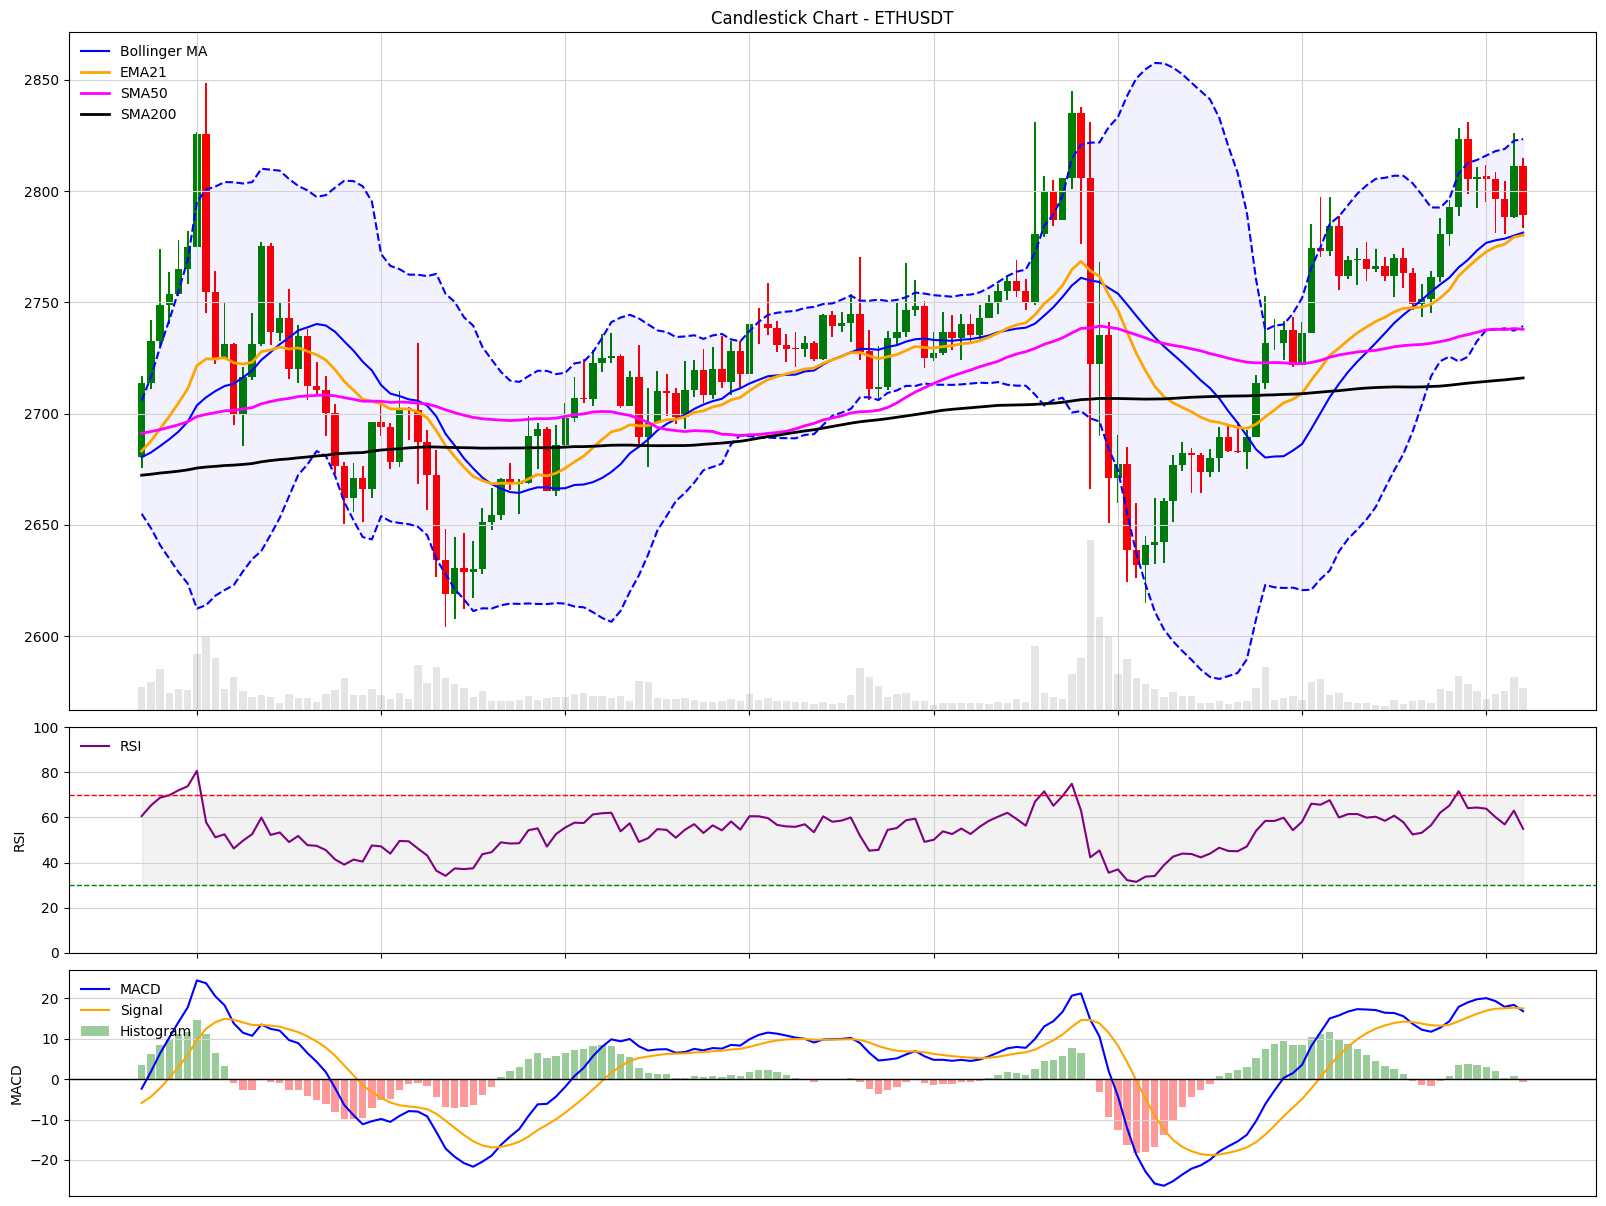 Candlestick Chart - ETHUSDT
Bollinger MA
EMA21
SMA50
SMA200
2850
2800
2750
2700
2650
2600
RSI
100
80
60
40
20
0
RSI
MACD
Signal
Histogram
20
10
0
−10
−20
MACD